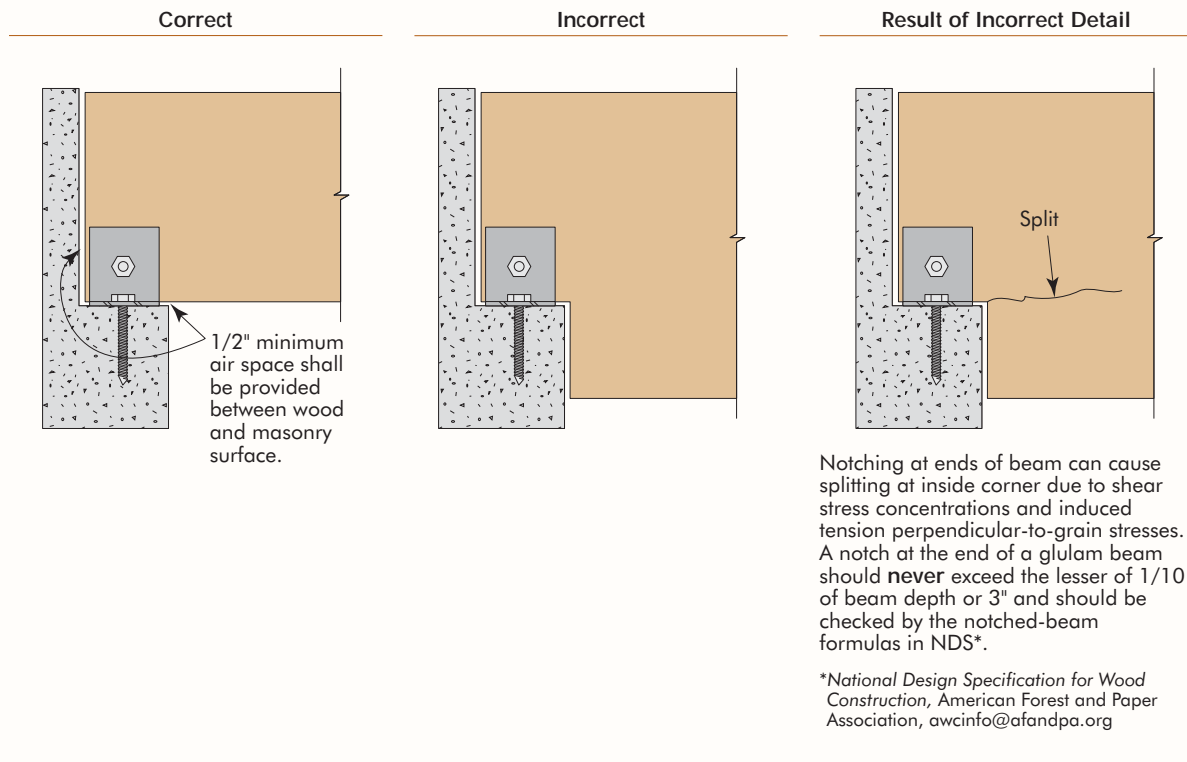 Correct
Incorrect
Result of Incorrect Detail
1/2" minimum
air space shall
be provided
between wood
and masonry
surface.
Split
Notching at ends of beam can cause
splitting at inside corner due to shear
stress concentrations and induced
tension perpendicular-to-grain stresses.
A notch at the end of a glulam beam
should never exceed the lesser of 1/10
of beam depth or 3" and should be
checked by the notched-beam
formulas in NDS*.
*National Design Specification for Wood
Construction, American Forest and Paper
Association, awcinfo@afandpa.org